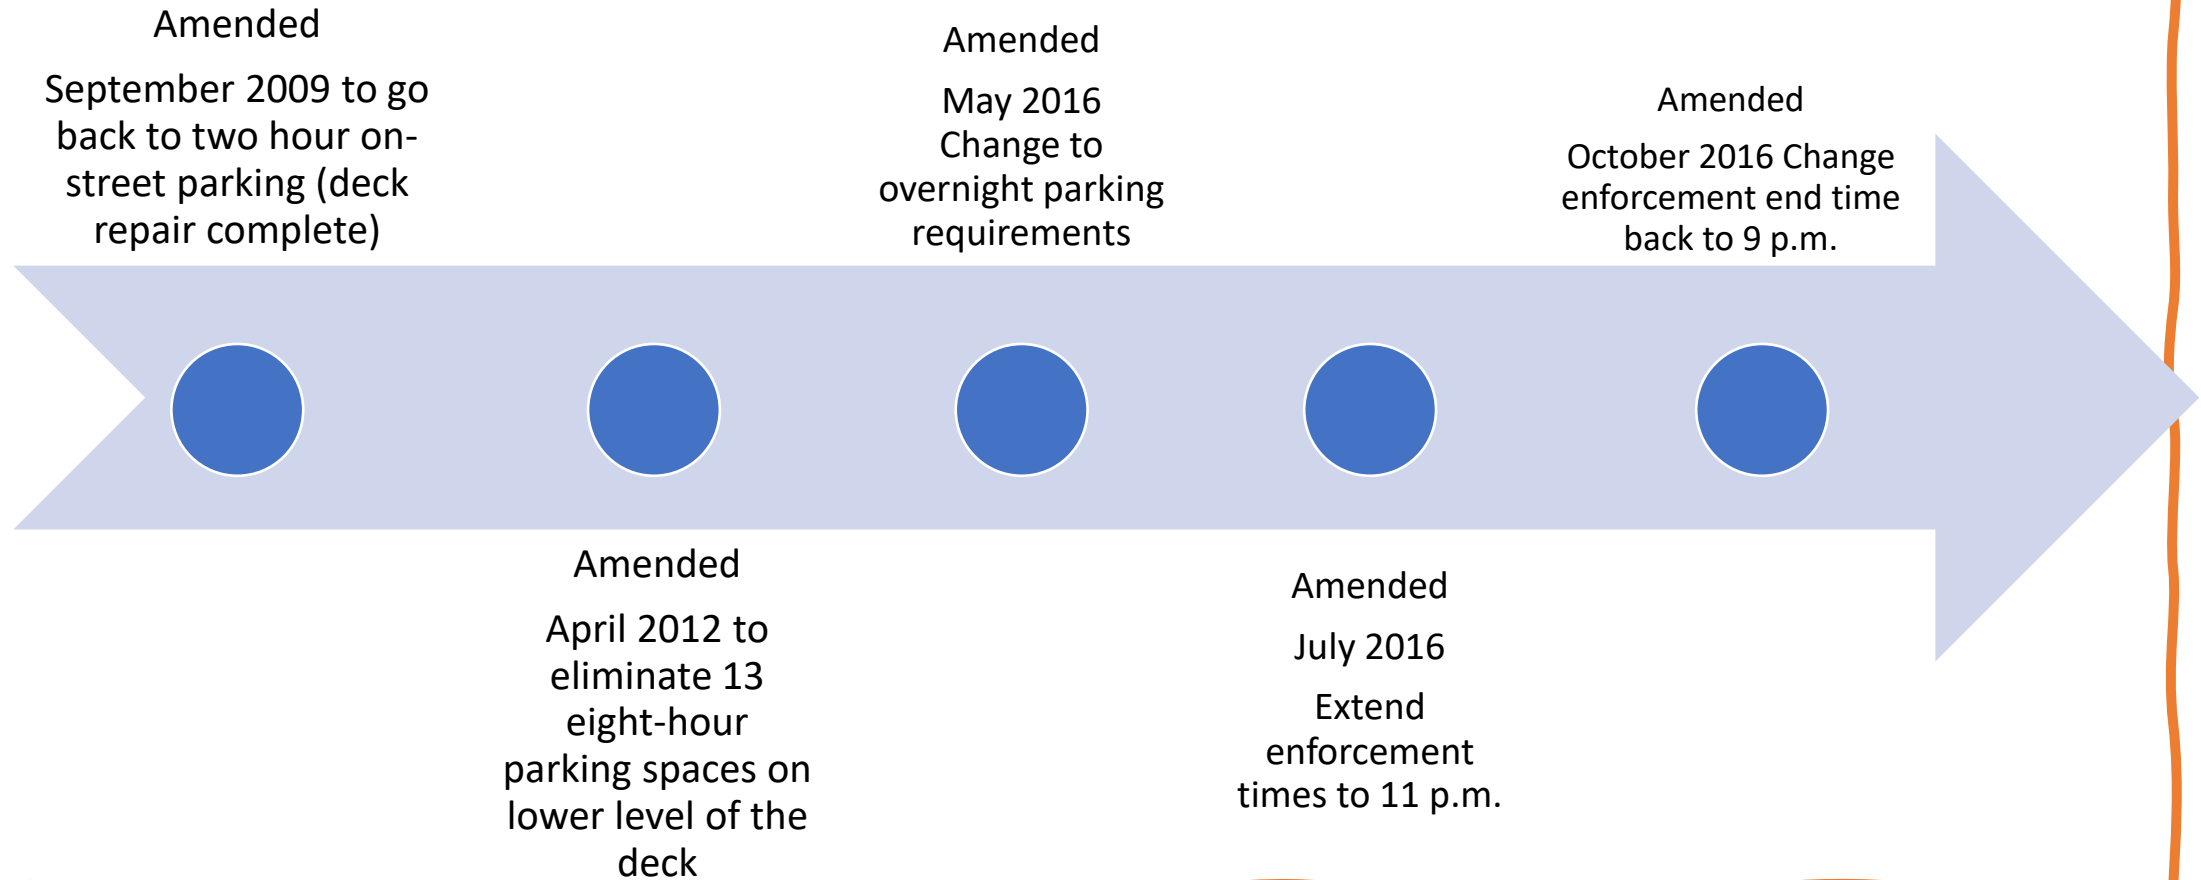 Amended
September 2009 to go
back to two hour on-
street parking (deck
repair complete)
Amended
April 2012 to
eliminate 13
eight-hour
parking spaces on
lower level of the
deck
Amended
May 2016
Change to
overnight parking
requirements
Amended
July 2016
Extend
enforcement
times to 11 p.m.
Amended
October 2016 Change
enforcement end time
back to 9 p.m.